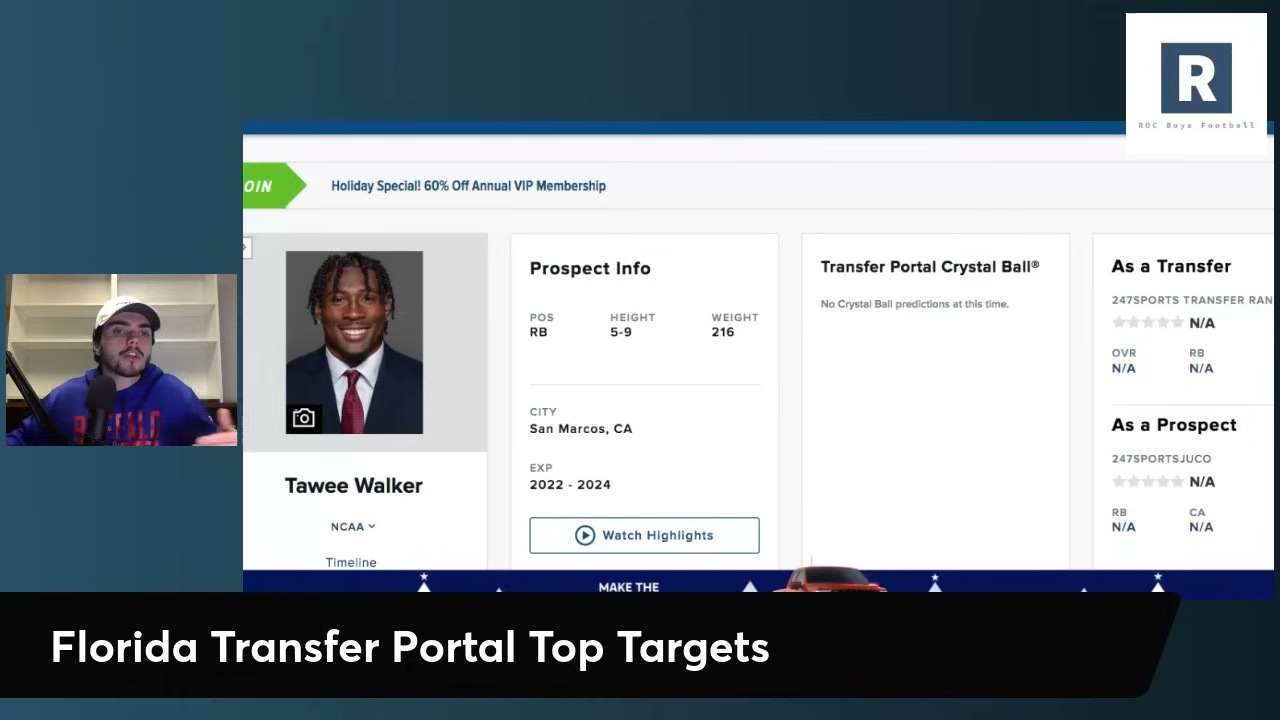 R
ROC Boys Football
OIN
Holiday Special! 60% Off Annual VIP Membership
Prospect Info
POS
HEIGHT
WEIGHT
RB
5-9
216
CITY
San Marcos, CA
EXP
2022 - 2024
Watch Highlights
Tawee Walker
NCAA
Timeline
Transfer Portal Crystal Ball®
No Crystal Ball predictions at this time.
As a Transfer
247SPORTS TRANSFER RAN
N/A
OVR
RB
N/A
N/A
As a Prospect
247SPORTSJUCO
N/A
RB
CA
N/A
N/A
MAKE THE
BUFFALO
Florida Transfer Portal Top Targets